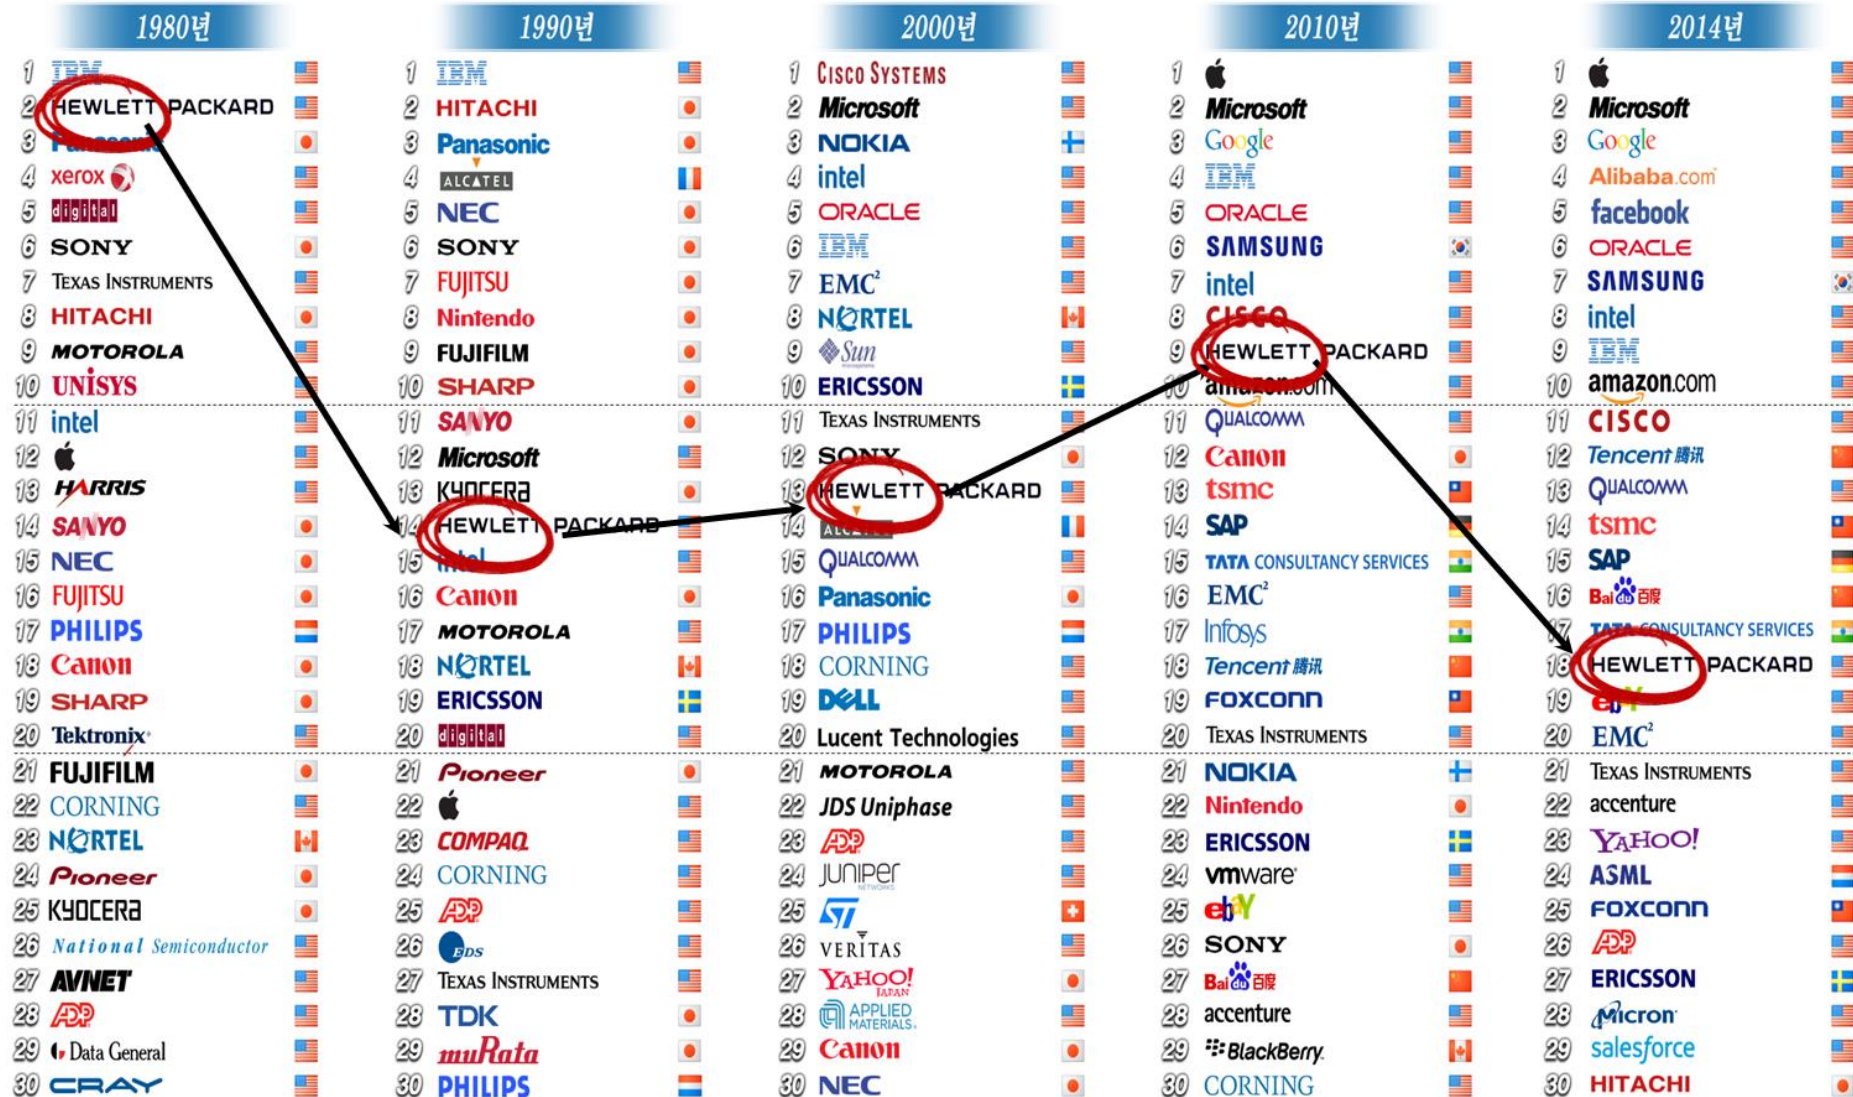 1980년
1 IBM
2 HEWLETT PACKARD
3 Panasonic
4 xerox
5 digital
6 SONY
7 TEXAS INSTRUMENTS
8 HITACHI
9 MOTOROLA
10 UNiSYS
11 intel
12
13 HARRIS
14 SANYO
15 NEC
16 FUJITSU
17 PHILIPS
18 Canon
19 SHARP
20 Tektronix
21 FUJIFILM
22 CORNING
23 NORTEL
24 Pioneer
25 KYOCERA
26 National Semiconductor
27 AVNET
28 ADP
29 Data General
30 CRAY
1990년
1 IBM
2 HITACHI
3 Panasonic
4 ALCATEL
5 NEC
6 SONY
7 FUJITSU
8 Nintendo
9 FUJIFILM
10 SHARP
11 SANYO
12 Microsoft
13 KYOCERA
14 HEWLETT PACKARD
15 intel
16 Canon
17 MOTOROLA
18 NORTEL
19 ERICSSON
20 digital
21 Pioneer
22
23 COMPAQ
24 CORNING
25 ADP
26 EDS
27 TEXAS INSTRUMENTS
28 TDK
29 muRata
30 PHILIPS
2000년
1 CISCO SYSTEMS
2 Microsoft
3 NOKIA
4 intel
5 ORACLE
6 IBM
7 EMC²
8 NORTEL
9 Sun microsystems
10 ERICSSON
11 TEXAS INSTRUMENTS
12 SONY
13 HEWLETT PACKARD
14 ALCATEL
15 QUALCOMM
16 Panasonic
17 PHILIPS
18 CORNING
19 DELL
20 Lucent Technologies
21 MOTOROLA
22 JDS Uniphase
23 ADP
24 JUNIPER NETWORKS
25 ST
26 VERITAS
27 YAHOO! JAPAN
28 APPLIED MATERIALS.
29 Canon
30 NEC
2010년
1
2 Microsoft
3 Google
4 IBM
5 ORACLE
6 SAMSUNG
7 intel
8 CISCO
9 HEWLETT PACKARD
10 amazon.com
11 QUALCOMM
12 Canon
13 tsmc
14 SAP
15 TATA CONSULTANCY SERVICES
16 EMC²
17 Infosys
18 Tencent 腾讯
19 FOXCONN
20 TEXAS INSTRUMENTS
21 NOKIA
22 Nintendo
23 ERICSSON
24 vmware
25 ebaY
26 SONY
27 Bai du 百度
28 accenture
29 BlackBerry.
30 CORNING
2014년
1
2 Microsoft
3 Google
4 Alibaba.com
5 facebook
6 ORACLE
7 SAMSUNG
8 intel
9 IBM
10 amazon.com
11 CISCO
12 Tencent 腾讯
13 QUALCOMM
14 tsmc
15 SAP
16 Bai du 百度
17 TATA CONSULTANCY SERVICES
18 HEWLETT PACKARD
19 ebaY
20 EMC²
21 TEXAS INSTRUMENTS
22 accenture
23 YAHOO!
24 ASML
25 FOXCONN
26 ADP
27 ERICSSON
28 Micron
29 salesforce
30 HITACHI